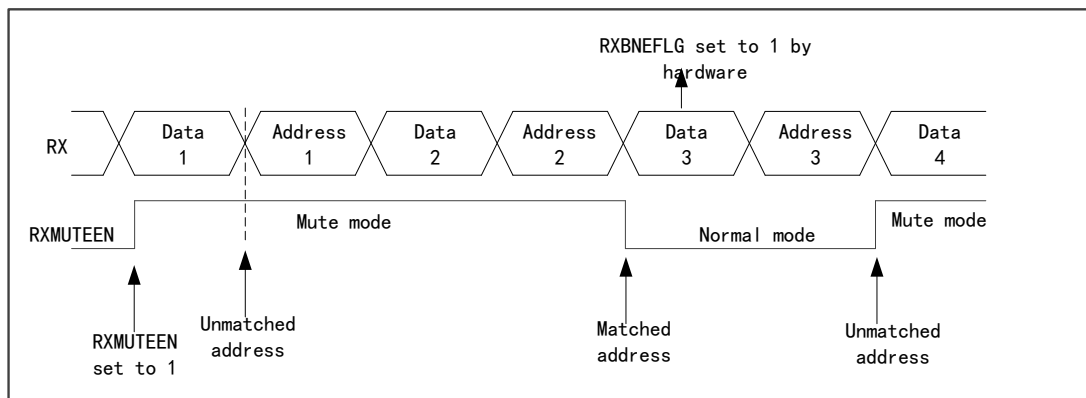 RXBNEFLG set to 1 by
hardware
RX
Data
1
Address
1
Data
2
Address
2
Data
3
Address
3
Data
4
RXMUTEEN
Mute mode
Normal mode
Mute mode
RXMUTEEN
set to 1
Unmatched
address
Matched
address
Unmatched
address